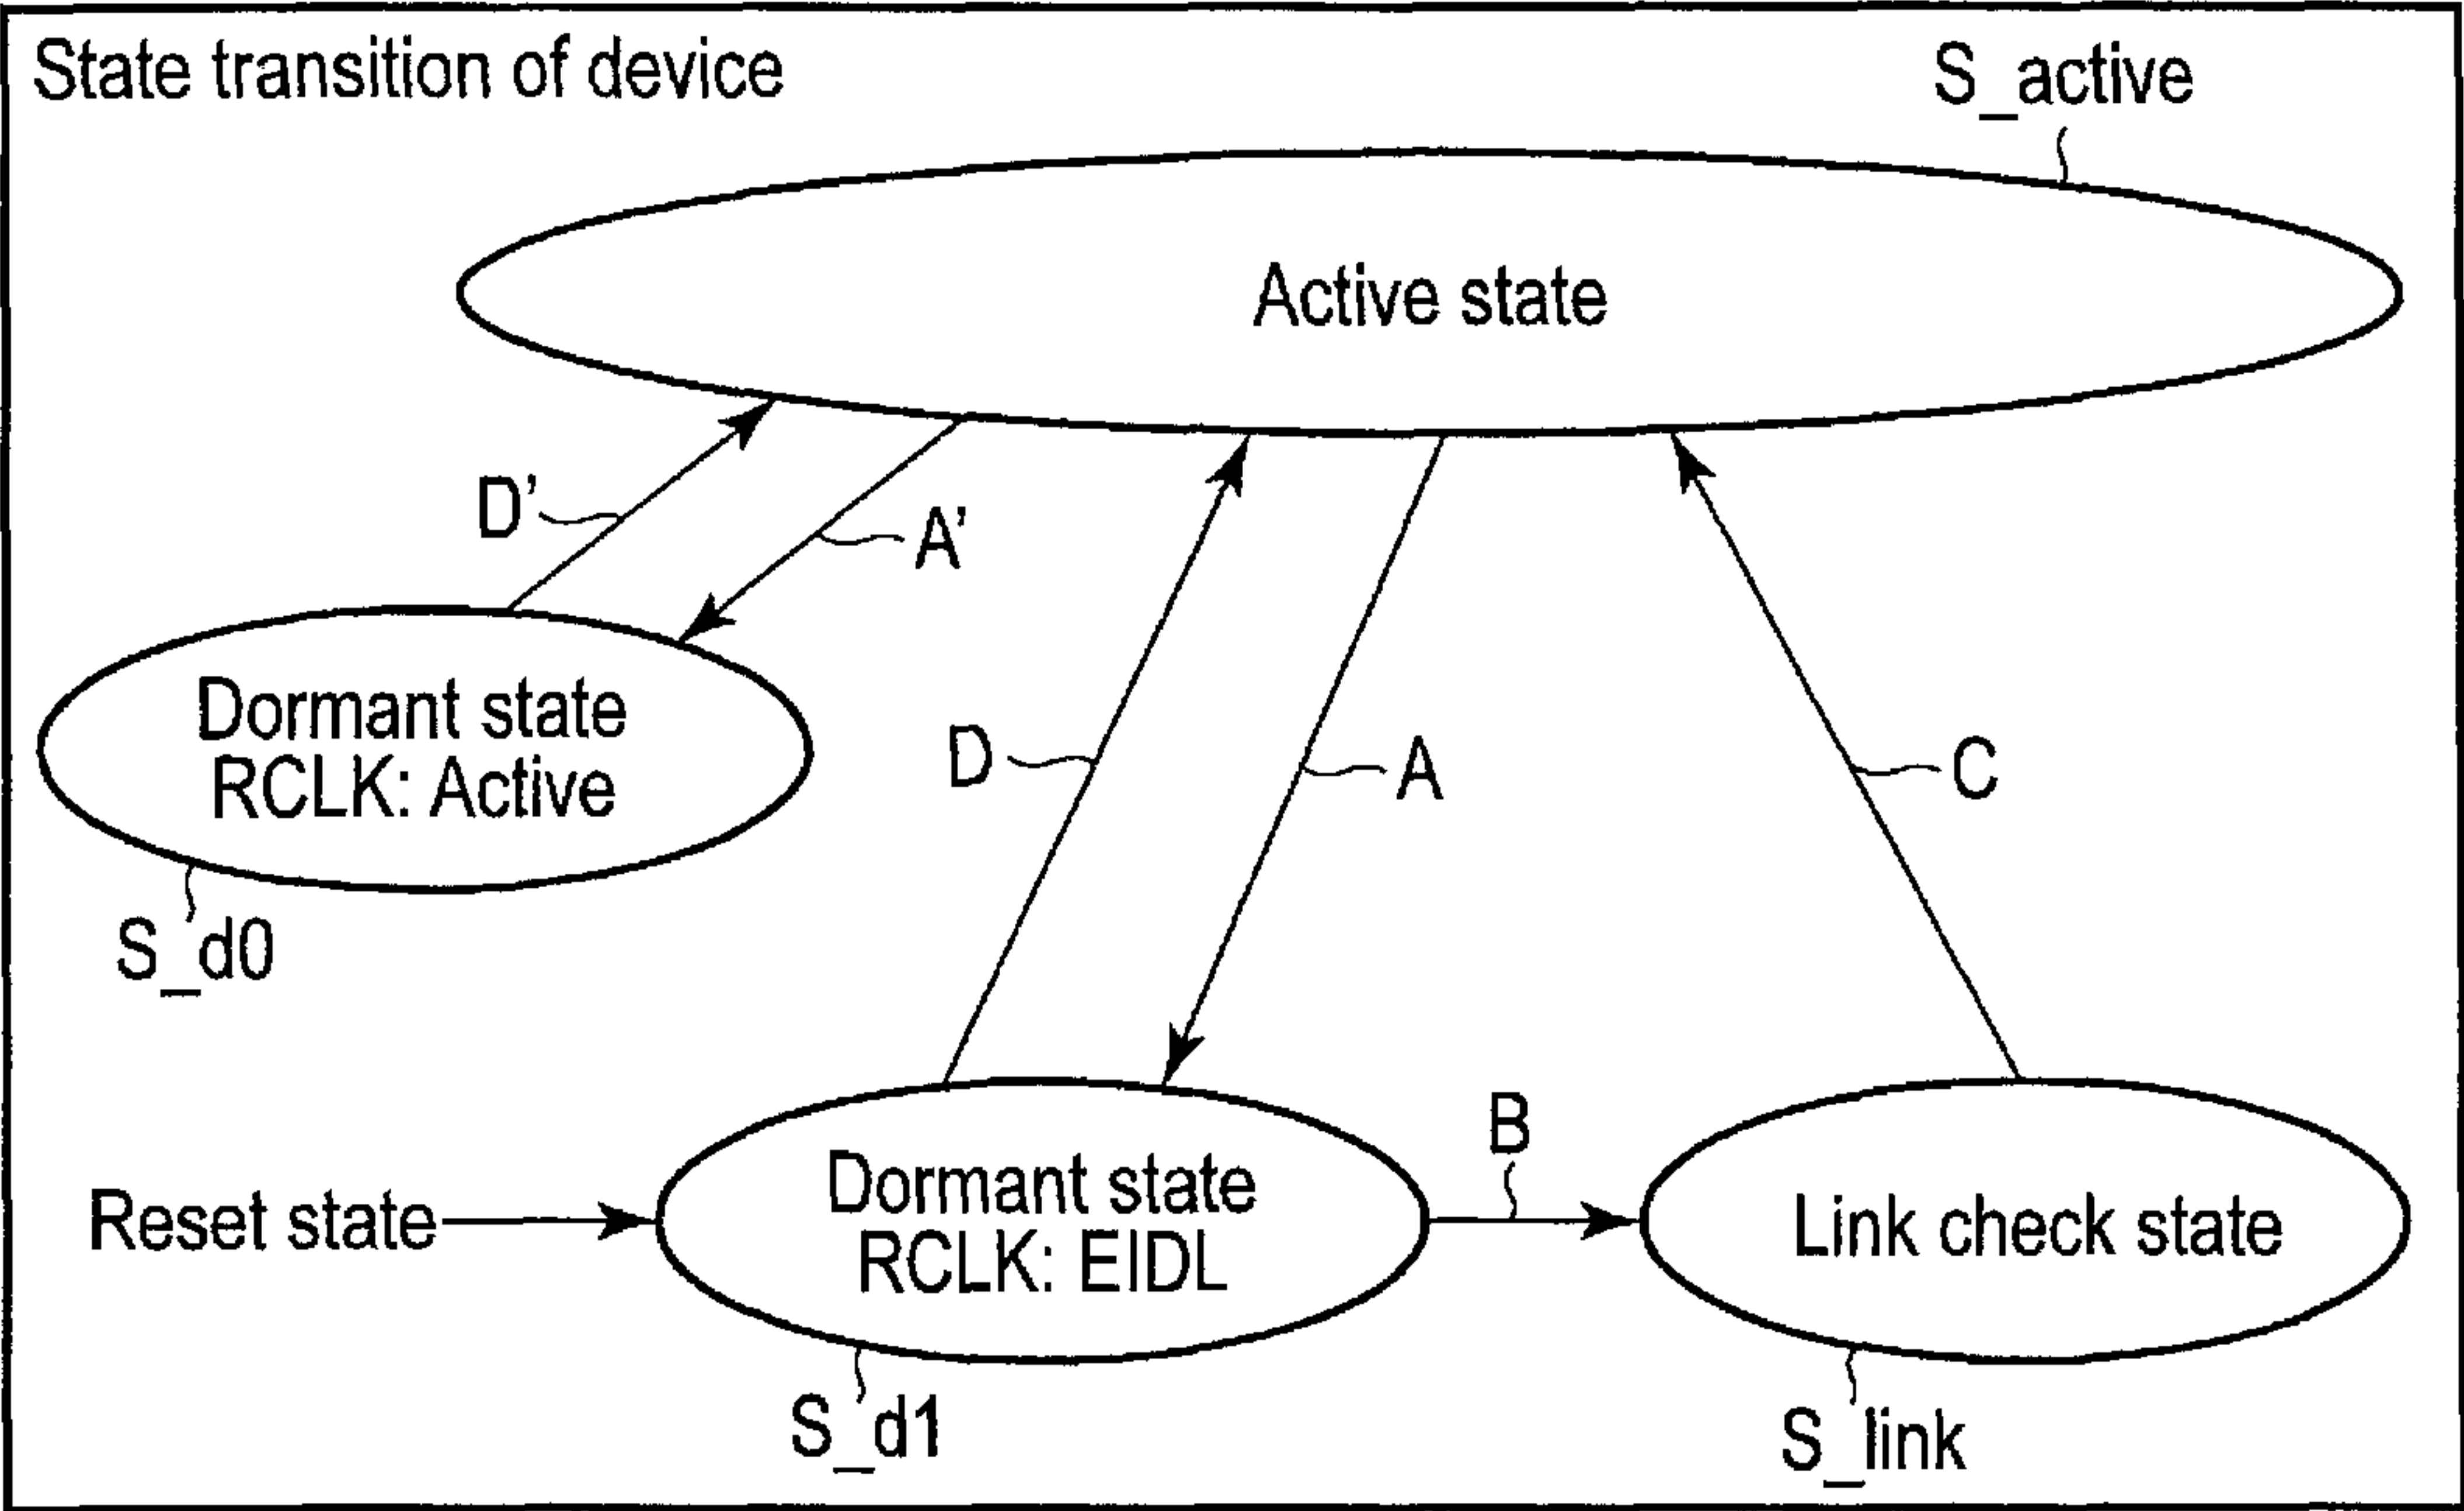 State transition of device
S_active
Active state
D'
A'
Dormant state
RCLK: Active
D
A
C
S_d0
B
Reset state
Dormant state
RCLK: EIDL
Link check state
S_d1
S_link